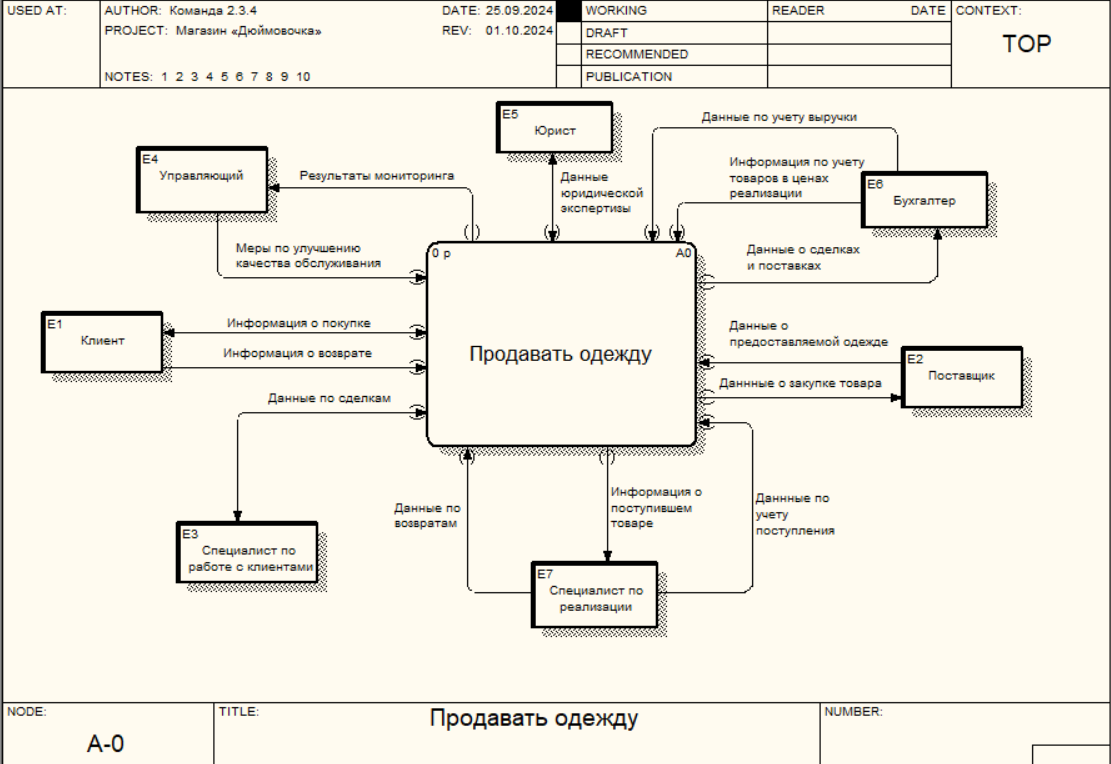 USED AT:
AUTHOR: Команда 2.3.4
DATE: 25.09.2024
WORKING
READER
DATE
CONTEXT:
PROJECT: Магазин «Дюймовочка»
REV: 01.10.2024
DRAFT
TOP
RECOMMENDED
NOTES: 1 2 3 4 5 6 7 8 9 10
PUBLICATION
E5
Юрист
Данные по учету выручки
E4
Управляющий
Результаты мониторинга
Данные
юридической
экспертизы
Информация по учету
товаров в ценах
реализации
E6
Бухгалтер
Меры по улучшению
качества обслуживания
0 р
A0
Данные о сделках
и поставках
E1
Клиент
Информация о покупке
Информация о возврате
Продавать одежду
Данные о
предоставляемой одежде
E2
Поставщик
Даннные о закупке товара
Данные по сделкам
Данные по
возвратам
Информация о
поступившем
товаре
Даннные по
учету
поступления
E3
Специалист по
работе с клиентами
E7
Специалист по
реализации
NODE:
TITLE:
Продавать одежду
NUMBER:
A-0